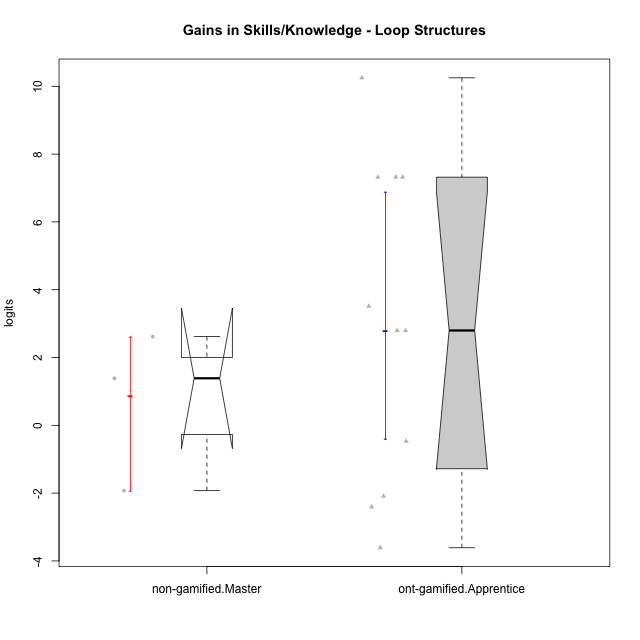 Gains in Skills/Knowledge - Loop Structures
logits
10
8
6
4
2
0
-2
-4
non-gamified.Master
ont-gamified.Apprentice